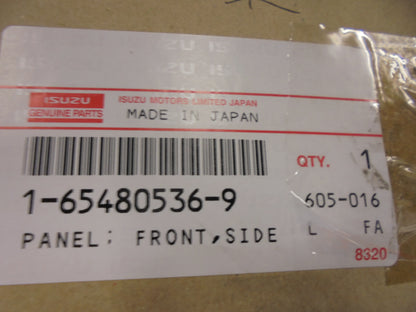 ISUZU
ISUZU
GENUINE PARTS
ISUZU MOTORS LIMITED JAPAN
MADE IN JAPAN
QTY. 1
1-65480536-9
605-016
PANEL; FRONT,SIDE
L FA
8320